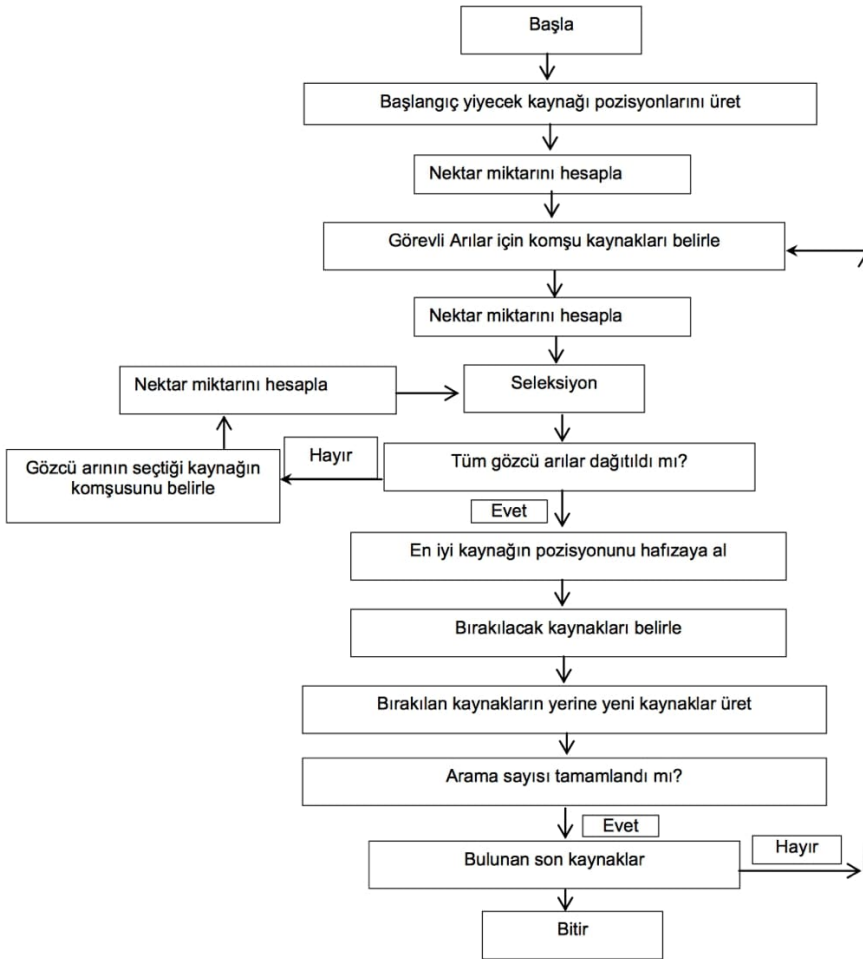 Başla
Başlangıç yiyecek kaynağı pozisyonlarını üret
Nektar miktarını hesapla
Görevli Arılar için komşu kaynakları belirle
Nektar miktarını hesapla
Nektar miktarını hesapla
Seleksiyon
Gözcü arının seçtiği kaynağın
komşusunu belirle
Hayır
Tüm gözcü arılar dağıtıldı mı?
Evet
En iyi kaynağın pozisyonunu hafızaya al
Bırakılacak kaynakları belirle
Bırakılan kaynakların yerine yeni kaynaklar üret
Arama sayısı tamamlandı mı?
Evet
Bulunan son kaynaklar
Hayır
Bitir